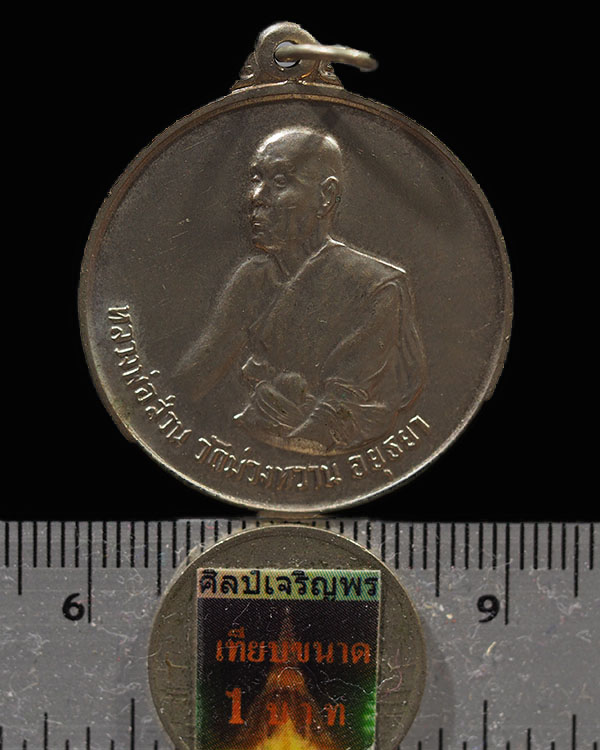 หลวงพ่อส่วน วัดม่วงหวาน อยุธยา
6 9
ศิลป์เจริญพร
เทียบขนาด
1 บาท